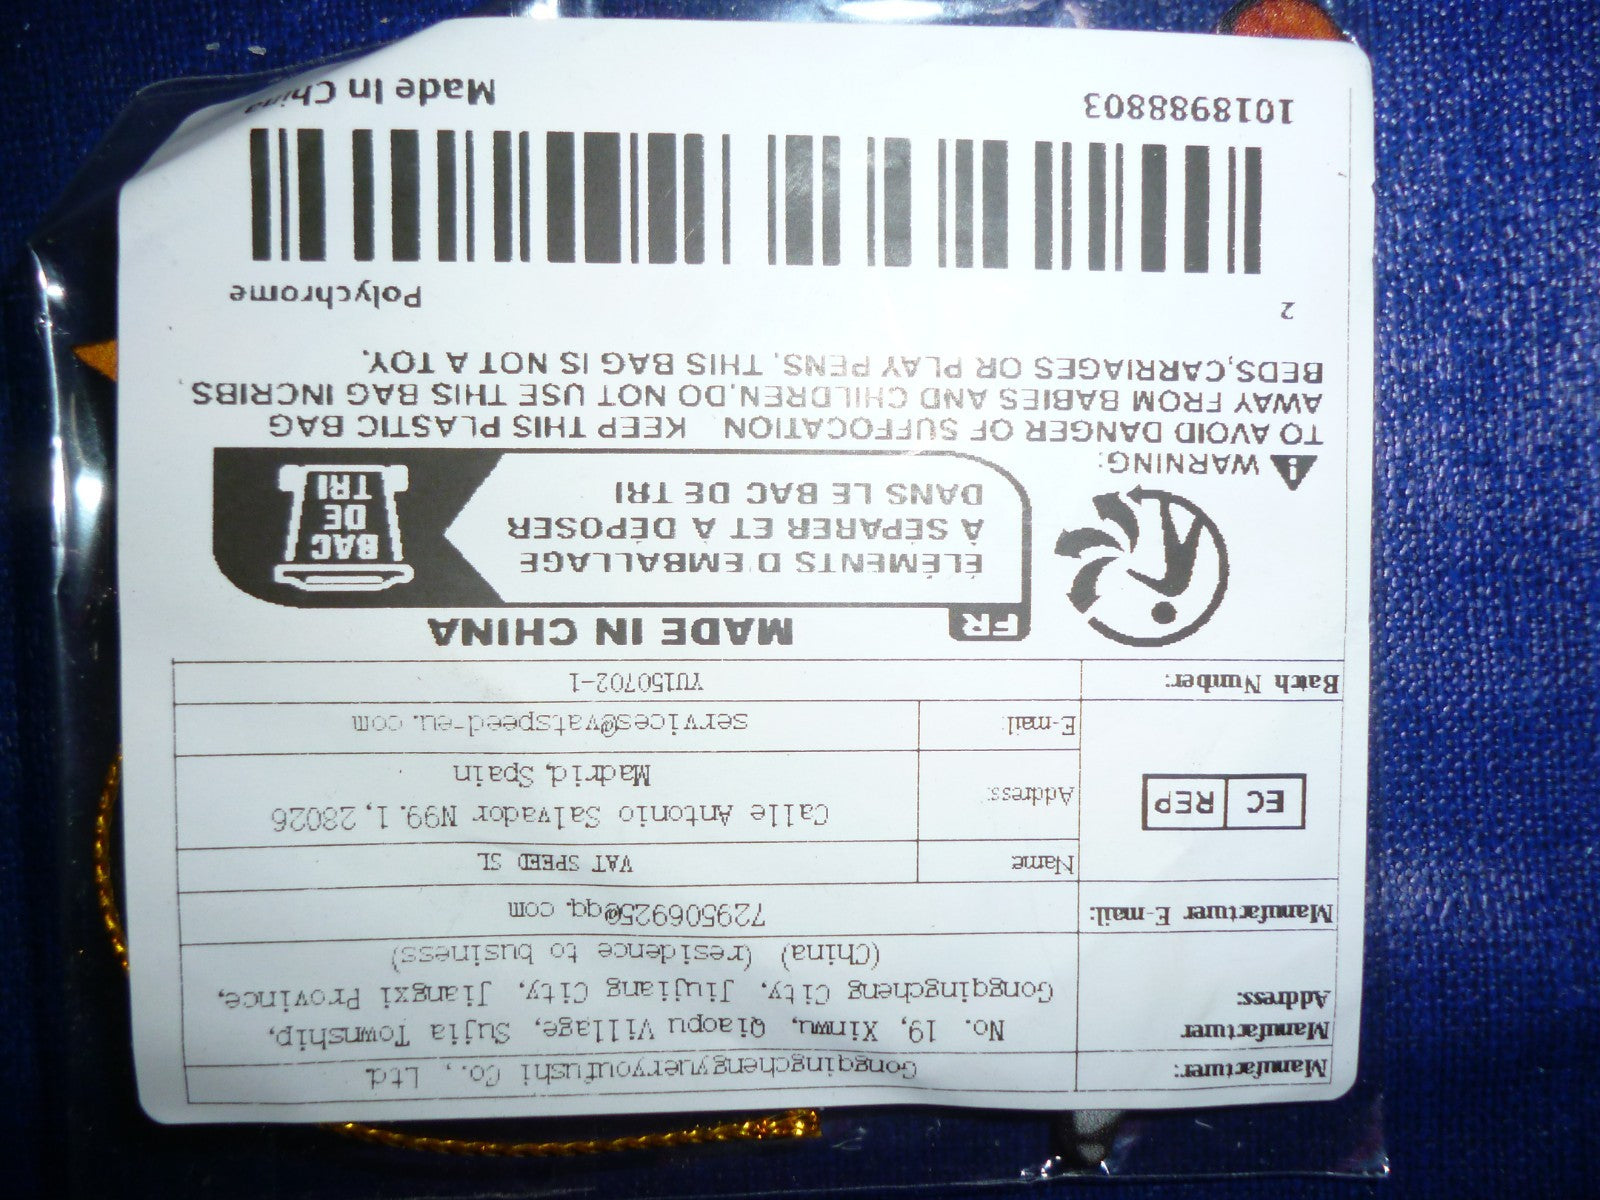 Manufacturer: Gongqingchengyueryoufushi Co., Ltd.
Manufacturer Address: No. 19, Xinwu, Qiaopu Village, Sujia Township,
Gongqingcheng City, Jiujiang City, Jiangxi Province,
(China) (residence to business)
Manufacturer E-mail: 729506925@qq.com
EC REP
Name VAT SPEED SL
Address: Calle Antonio Salvador N99.1, 28026
Madrid, Spain
E-mail: services@vatspeed-eu.com
Batch Number: YU150702-1
MADE IN CHINA
FR
ÉLÉMENTS D'EMBALLAGE
À SÉPARER ET À DÉPOSER
DANS LE BAC DE TRI
BAC
DE
TRI
WARNING:
TO AVOID DANGER OF SUFFOCATION, KEEP THIS PLASTIC BAG
AWAY FROM BABIES AND CHILDREN.DO NOT USE THIS BAG INCRIBS,
BEDS,CARRIAGES OR PLAY PENS. THIS BAG IS NOT A TOY.
2 Polychrome
1018988803 Made In China